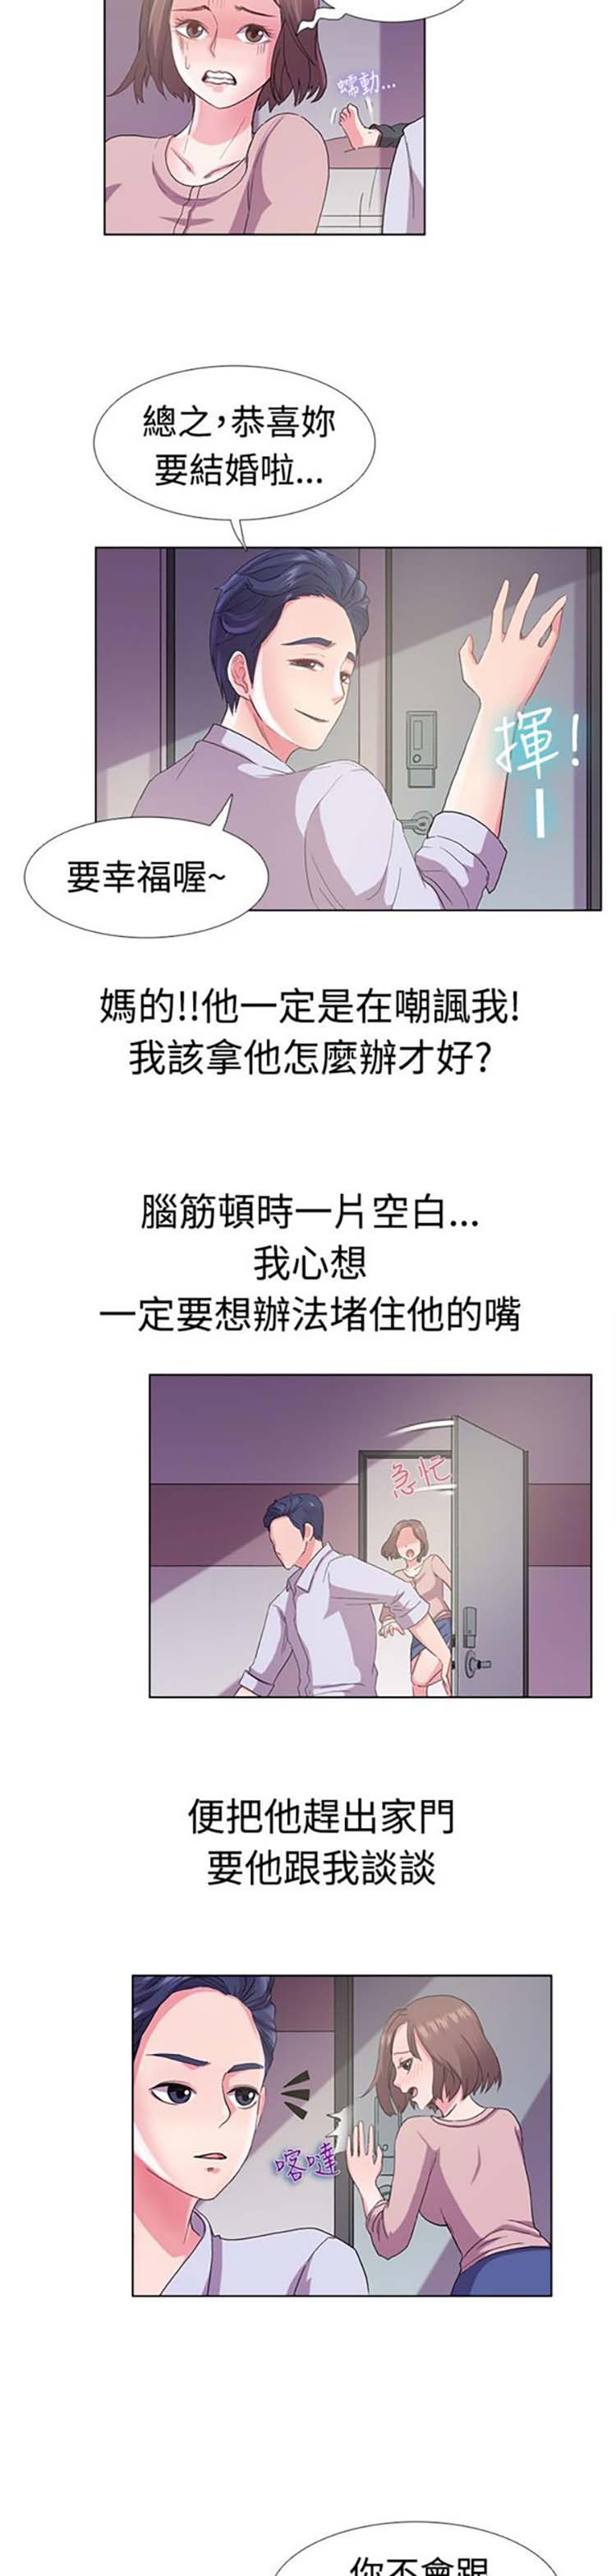 蠕動...
總之,恭喜妳
要結婚啦...
揮!
要幸福喔~
媽的!!他一定是在嘲諷我!
我該拿他怎麼辦才好?
腦筋頓時一片空白...
我心想
一定要想辦法堵住他的嘴
急忙
便把他趕出家門
要他跟我談談
喀噠
你不會跟